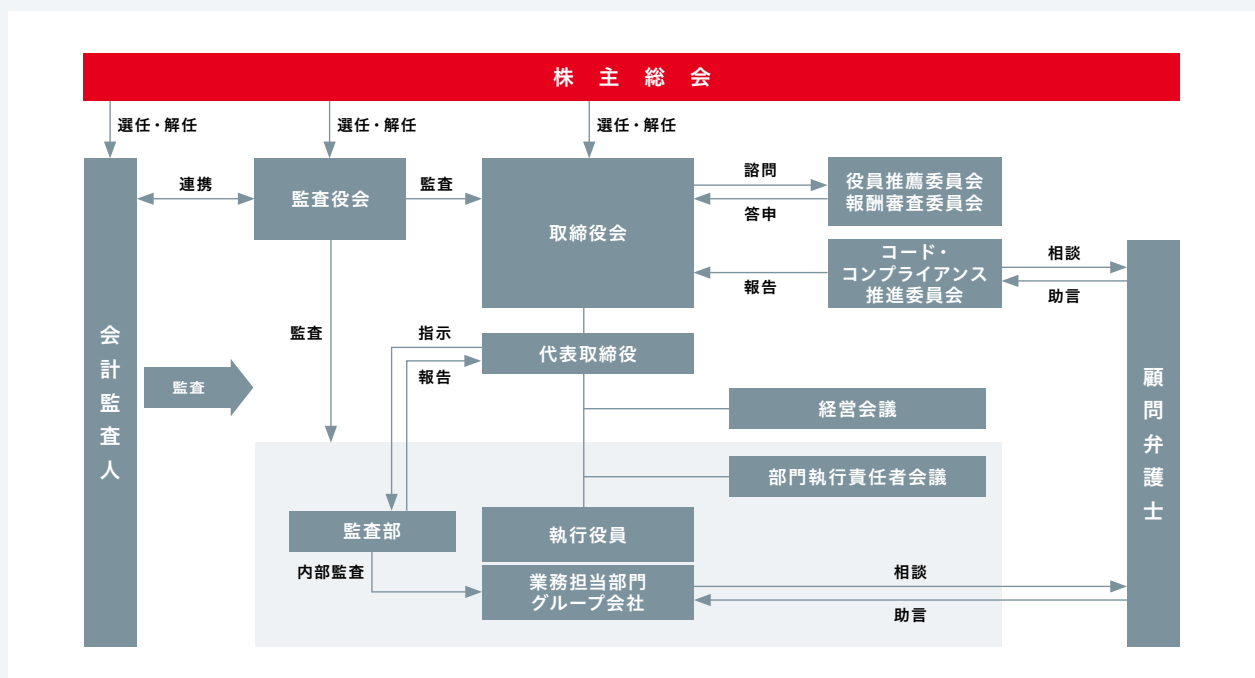 株主総会
選任・解任
選任・解任
選任・解任
会計監査人
連携
監査役会
監査
取締役会
諮問
答申
役員推薦委員会
報酬審査委員会
報告
コード・
コンプライアンス
推進委員会
相談
助言
顧問弁護士
監査
監査
指示
報告
代表取締役
経営会議
部門執行責任者会議
監査部
内部監査
執行役員
業務担当部門
グループ会社
相談
助言